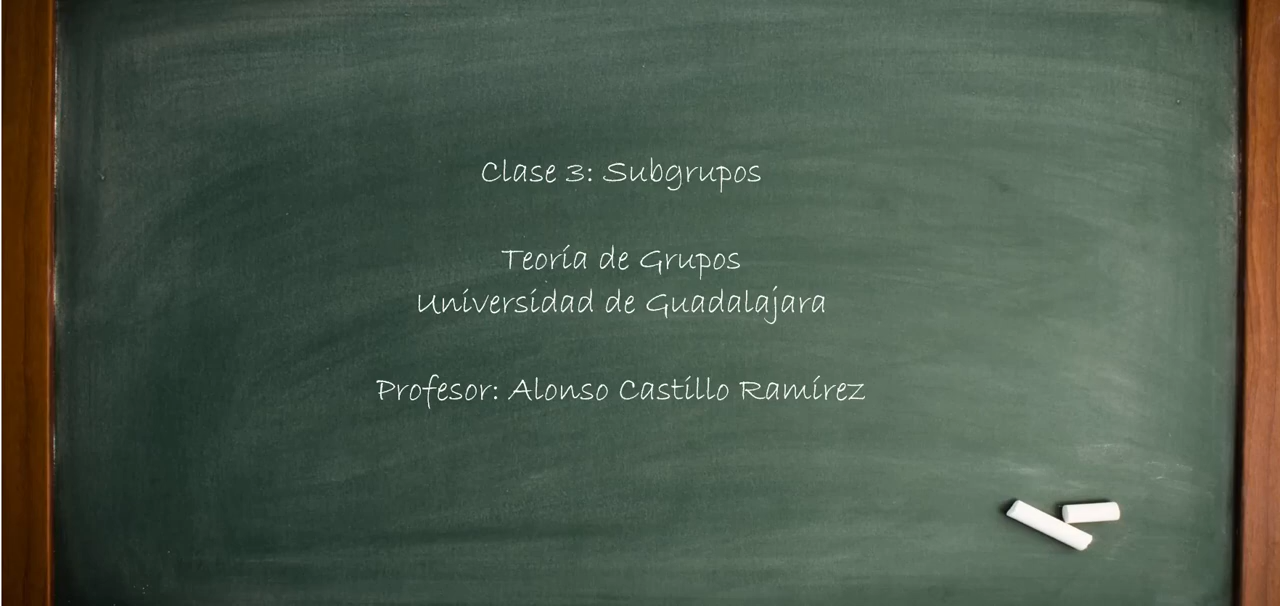 Clase 3: Subgrupos
Teoría de Grupos
Universidad de Guadalajara
Profesor: Alonso Castillo Ramírez